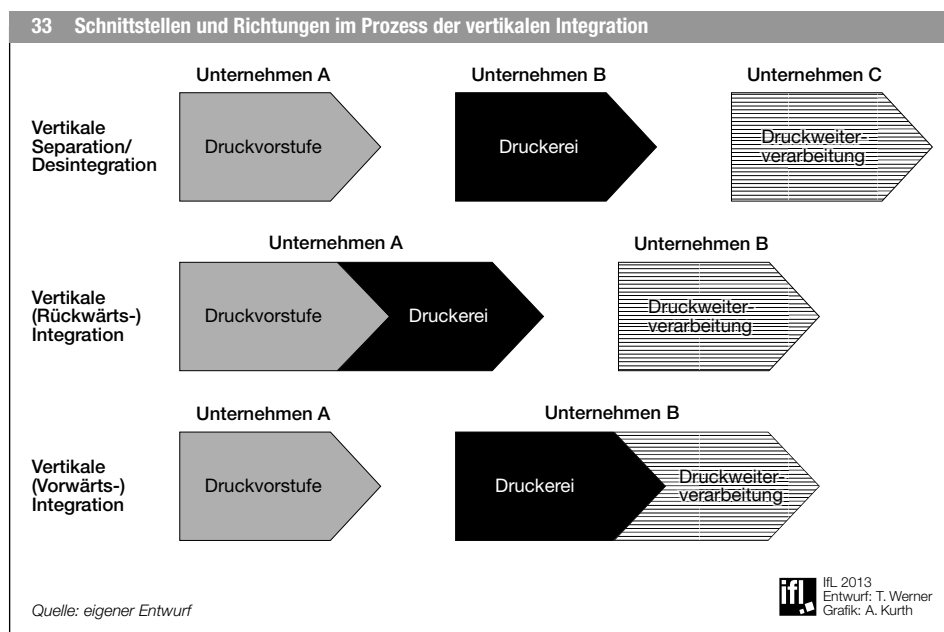 33 Schnittstellen und Richtungen im Prozess der vertikalen Integration
Unternehmen A
Unternehmen B
Unternehmen C
Vertikale
Separation/
Desintegration
Druckvorstufe
Druckerei
Druckweiter-
verarbeitung
Unternehmen A
Unternehmen B
Vertikale
(Rückwärts-)
Integration
Druckvorstufe
Druckerei
Druckweiter-
verarbeitung
Unternehmen A
Unternehmen B
Vertikale
(Vorwärts-)
Integration
Druckvorstufe
Druckerei
Druckweiter-
verarbeitung
Quelle: eigener Entwurf
ifl
IfL 2013
Entwurf: T. Werner
Grafik: A. Kurth